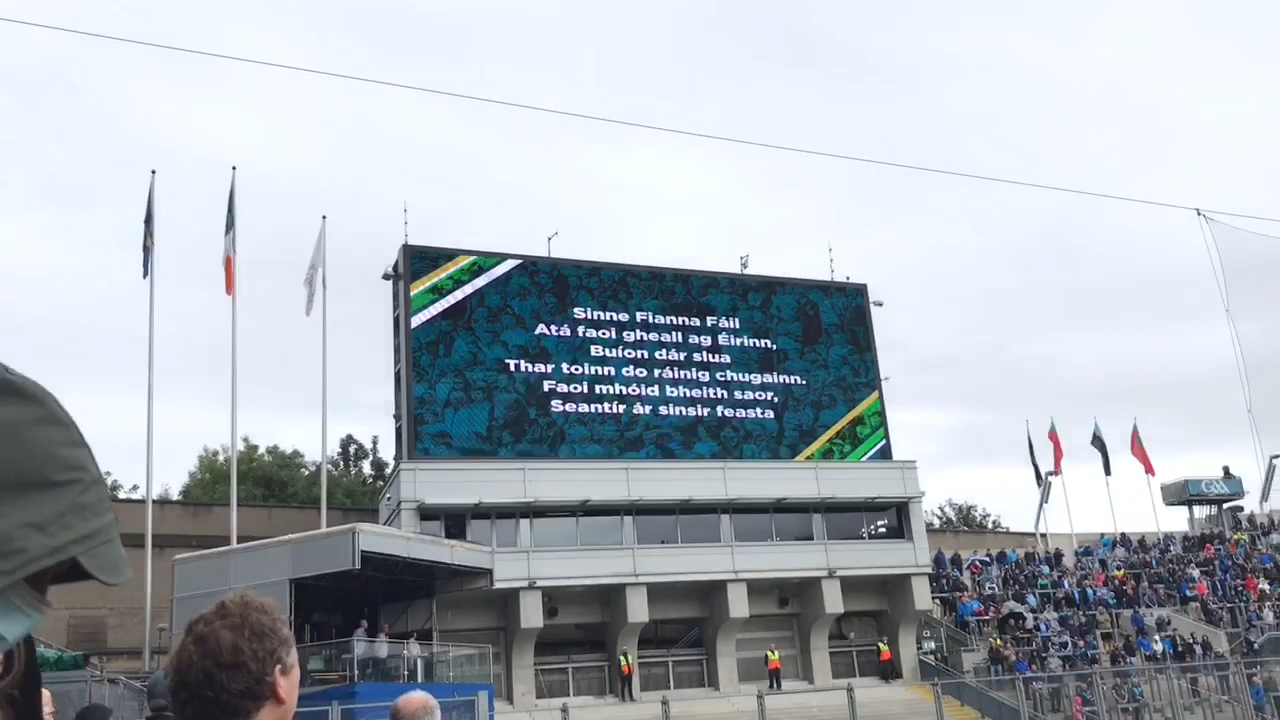 Sinne Fianna Fáil
Atá faoi gheall ag Éirinn,
Buíon dár slua
Thar toinn do ráinig chugainn.
Faoi mhóid bheith saor,
Seantír ár sinsir feasta
GAA